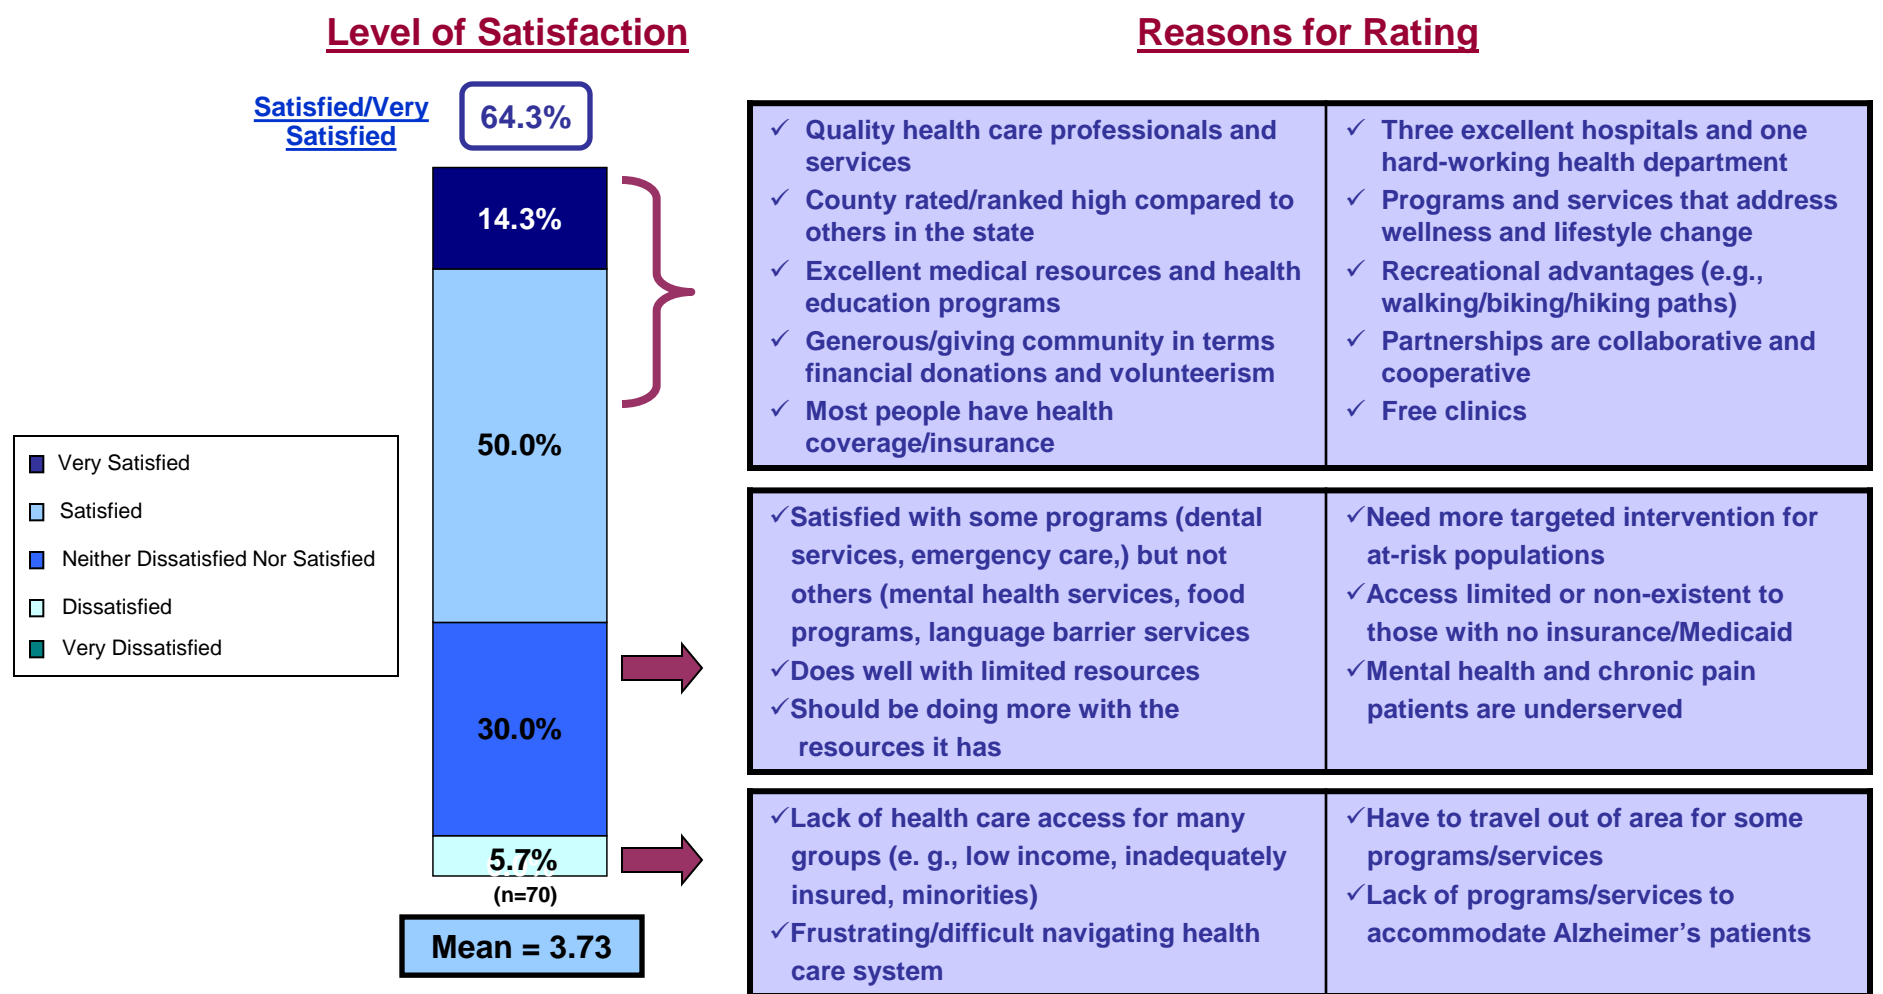 Level of Satisfaction
Reasons for Rating
Satisfied/Very
Satisfied
64.3%
14.3%
50.0%
30.0%
5.7%
(n=70)
Mean = 3.73
Very Satisfied
Satisfied
Neither Dissatisfied Nor Satisfied
Dissatisfied
Very Dissatisfied
✓ Quality health care professionals and
services
✓ County rated/ranked high compared to
others in the state
✓ Excellent medical resources and health
education programs
✓ Generous/giving community in terms
financial donations and volunteerism
✓ Most people have health
coverage/insurance
✓ Three excellent hospitals and one
hard-working health department
✓ Programs and services that address
wellness and lifestyle change
✓ Recreational advantages (e.g.,
walking/biking/hiking paths)
✓ Partnerships are collaborative and
cooperative
✓ Free clinics
✓Satisfied with some programs (dental
services, emergency care,) but not
others (mental health services, food
programs, language barrier services
✓Does well with limited resources
✓Should be doing more with the
resources it has
✓Need more targeted intervention for
at-risk populations
✓Access limited or non-existent to
those with no insurance/Medicaid
✓Mental health and chronic pain
patients are underserved
✓Lack of health care access for many
groups (e. g., low income, inadequately
insured, minorities)
✓Frustrating/difficult navigating health
care system
✓Have to travel out of area for some
programs/services
✓Lack of programs/services to
accommodate Alzheimer's patients